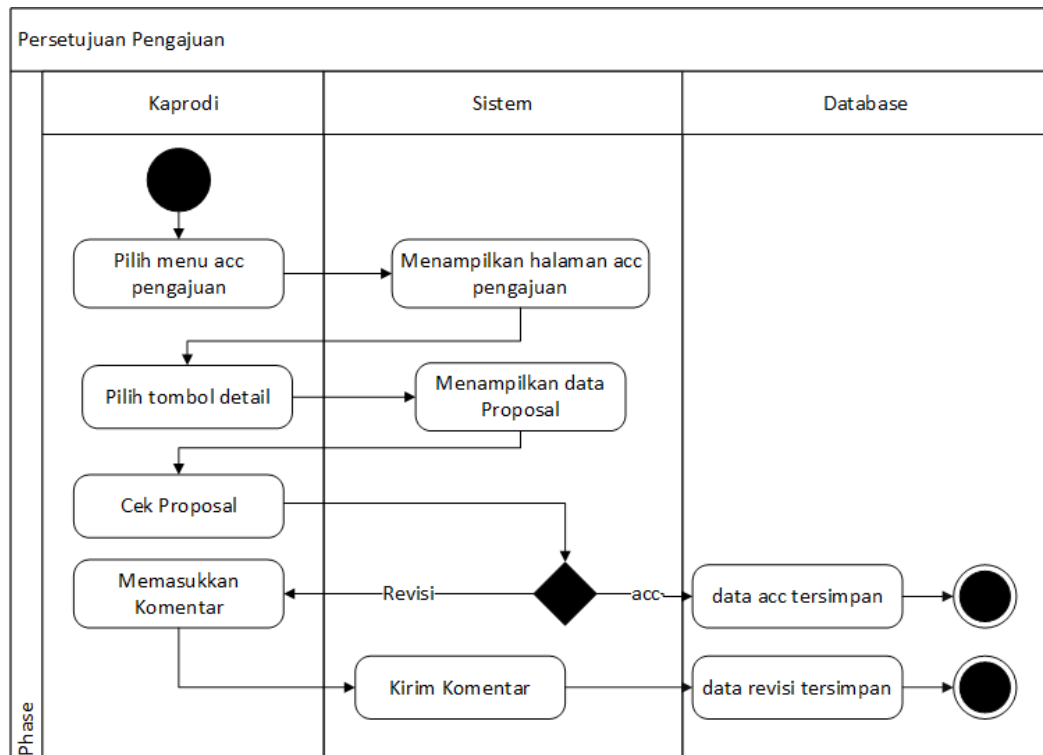 Persetujuan Pengajuan
Kaprodi
Sistem
Database
Pilih menu acc
pengajuan
Menampilkan halaman acc
pengajuan
Pilih tombol detail
Menampilkan data
Proposal
Cek Proposal
Memasukkan
Komentar
Revisi
acc
data acc tersimpan
Kirim Komentar
data revisi tersimpan
Phase